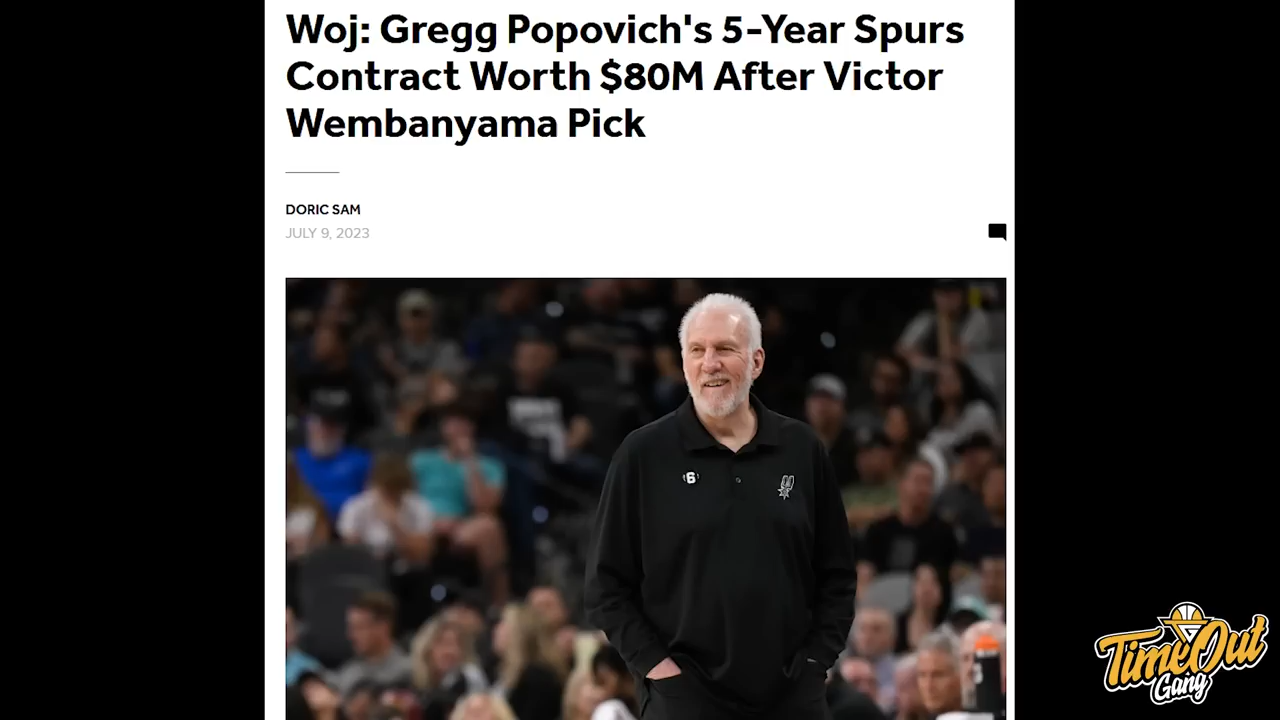 Woj: Gregg Popovich's 5-Year Spurs
Contract Worth $80M After Victor
Wembanyama Pick
DORIC SAM
JULY 9, 2023
6
TimeOut
Gang